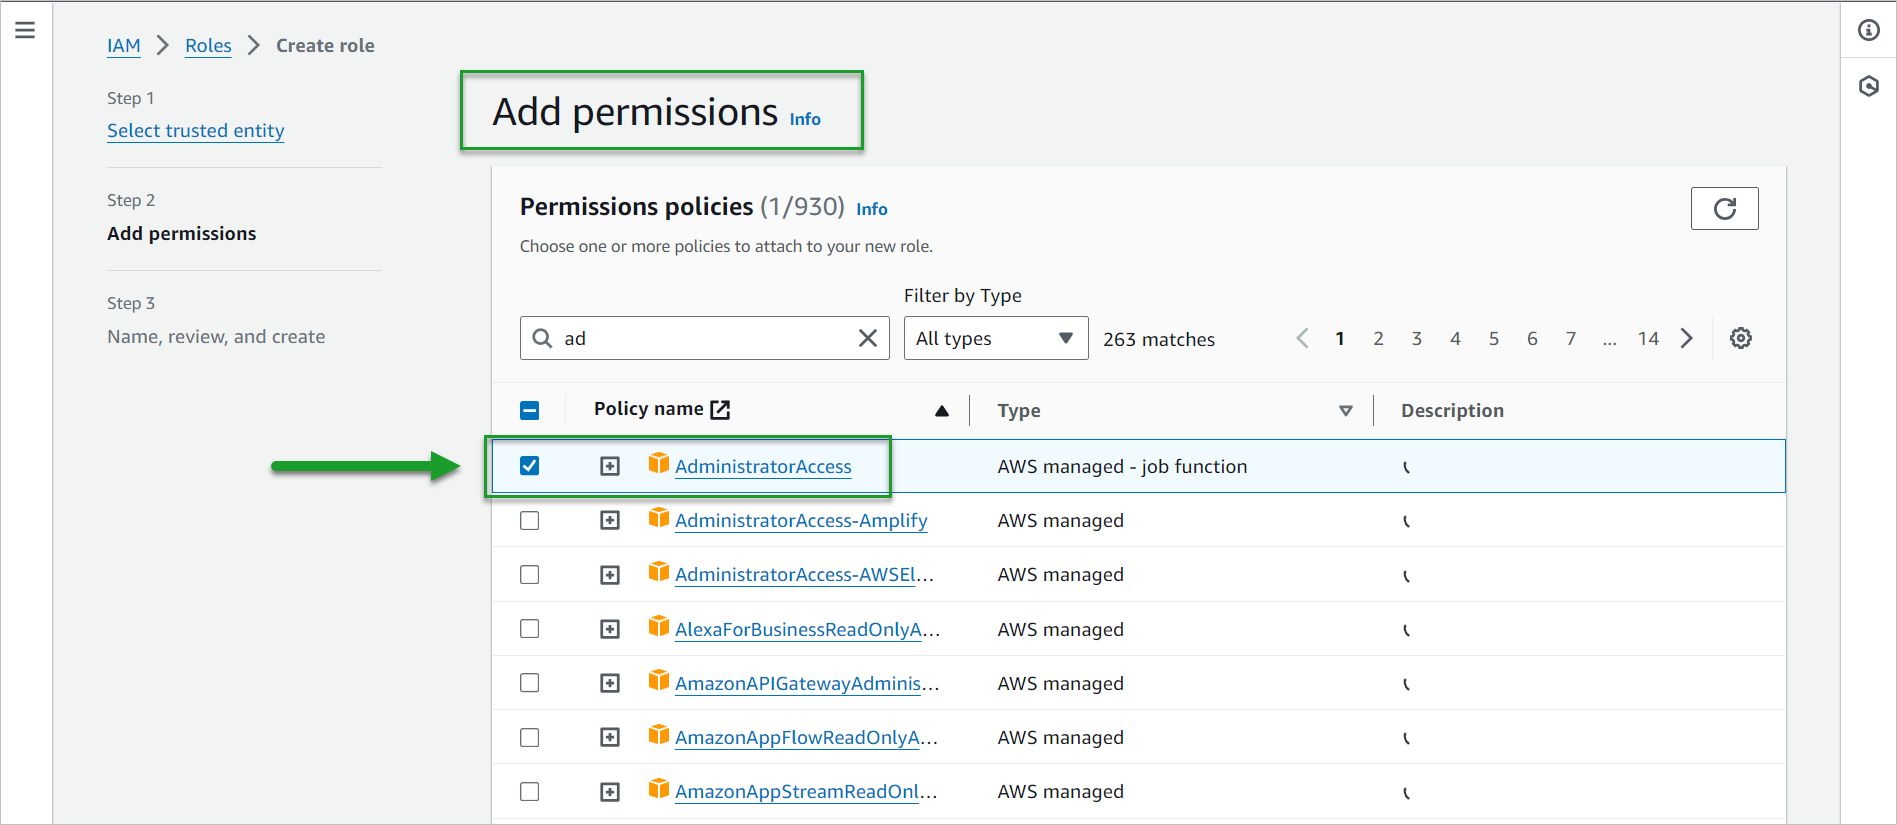 IAM > Roles > Create role
Step 1
Select trusted entity
Step 2
Add permissions
Step 3
Name, review, and create
Add permissions Info
Permissions policies (1/930) Info
Choose one or more policies to attach to your new role.
Filter by Type
ad All types 263 matches 1 2 3 4 5 6 7 ... 14
Policy name Type Description
AdministratorAccess AWS managed - job function
AdministratorAccess-Amplify AWS managed
AdministratorAccess-AWSEl... AWS managed
AlexaForBusinessReadOnlyA... AWS managed
AmazonAPIGatewayAdminis... AWS managed
AmazonAppFlowReadOnlyA... AWS managed
AmazonAppStreamReadOnl... AWS managed